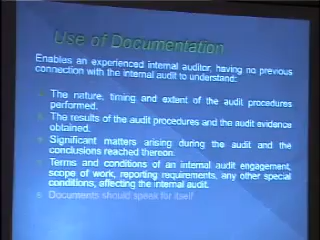 Use of Documentation
Enables an experienced internal auditor, having no previous
connection with the internal audit to understand:
The nature, timing and extent of the audit procedures
performed.
The results of the audit procedures and the audit evidence
obtained.
Significant matters arising during the audit and the
conclusions reached thereon.
Terms and conditions of an internal audit engagement,
scope of work, reporting requirements, any other special
conditions, affecting the internal audit.
Documents should speak for itself